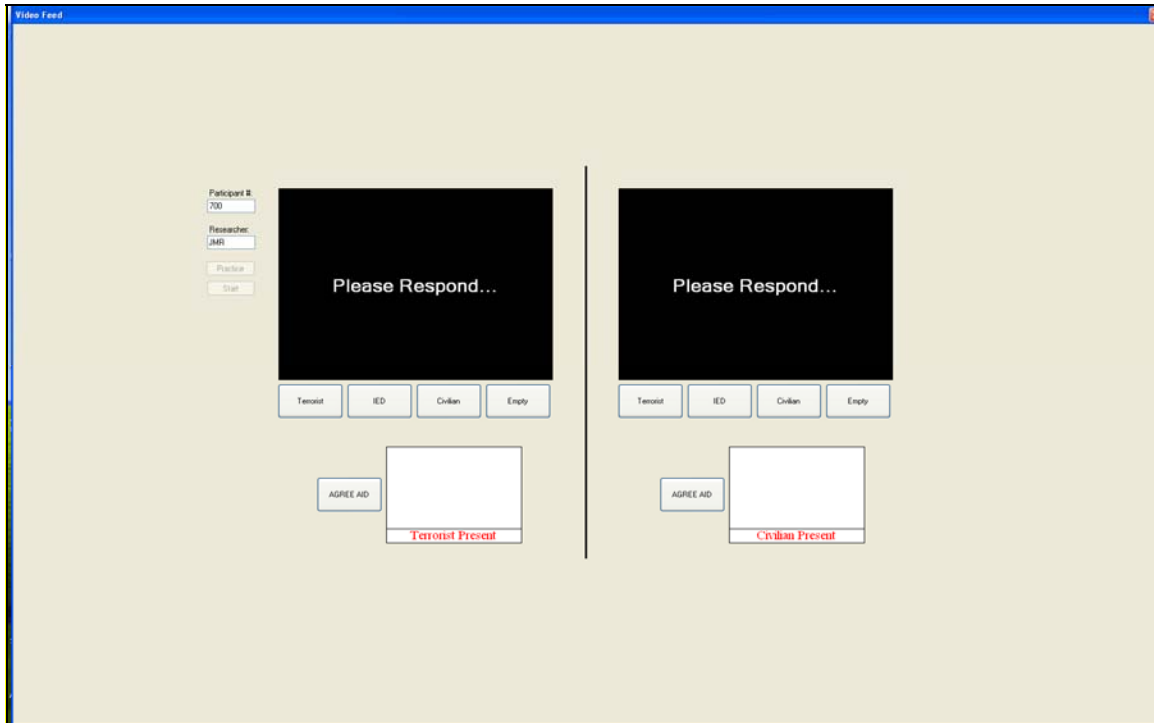 Video Feed
Participant #:
700
Researcher:
JMR
Practice
Start
Please Respond...
Terrorist IED Civilian Empty
AGREE AID
Terrorist Present
Please Respond...
Terrorist IED Civilian Empty
AGREE AID
Civilian Present